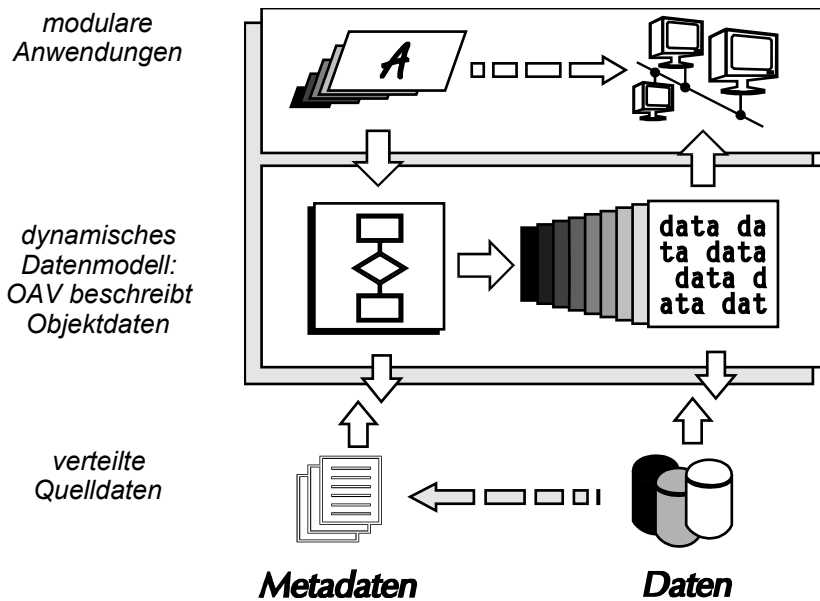 modulare
Anwendungen
A
dynamisches
Datenmodell:
OAV beschreibt
Objektdaten
data da
ta data
data d
ata dat
verteilte
Quelldaten
Metadaten
Daten